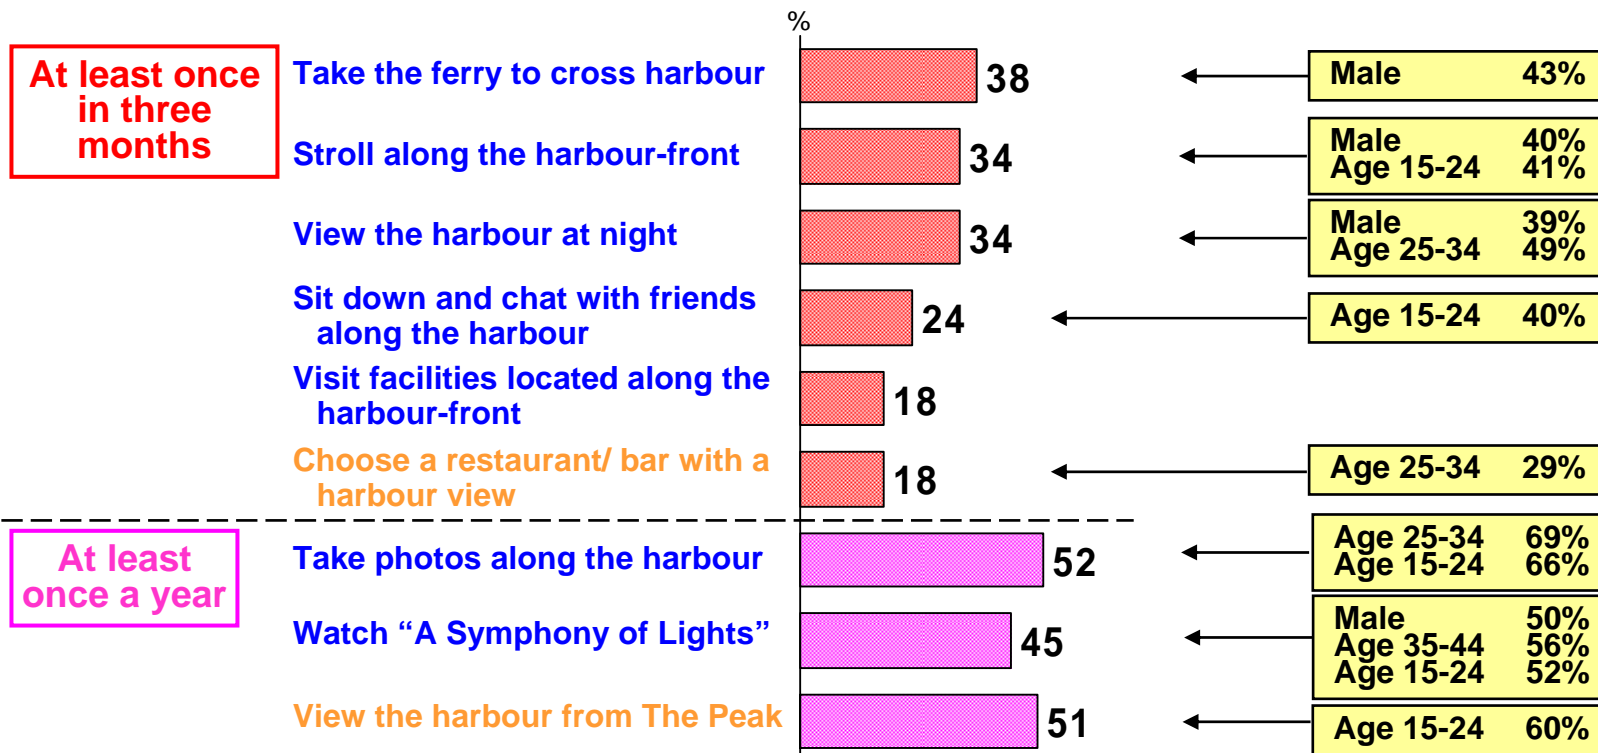 %
At least once
in three
months
Take the ferry to cross harbour
38
Male 43%
Stroll along the harbour-front
34
Male 40%
Age 15-24 41%
View the harbour at night
34
Male 39%
Age 25-34 49%
Sit down and chat with friends
along the harbour
24
Age 15-24 40%
Visit facilities located along the
harbour-front
18
Choose a restaurant/ bar with a
harbour view
18
Age 25-34 29%
At least
once a year
Take photos along the harbour
52
Age 25-34 69%
Age 15-24 66%
Watch “A Symphony of Lights”
45
Male 50%
Age 35-44 56%
Age 15-24 52%
View the harbour from The Peak
51
Age 15-24 60%